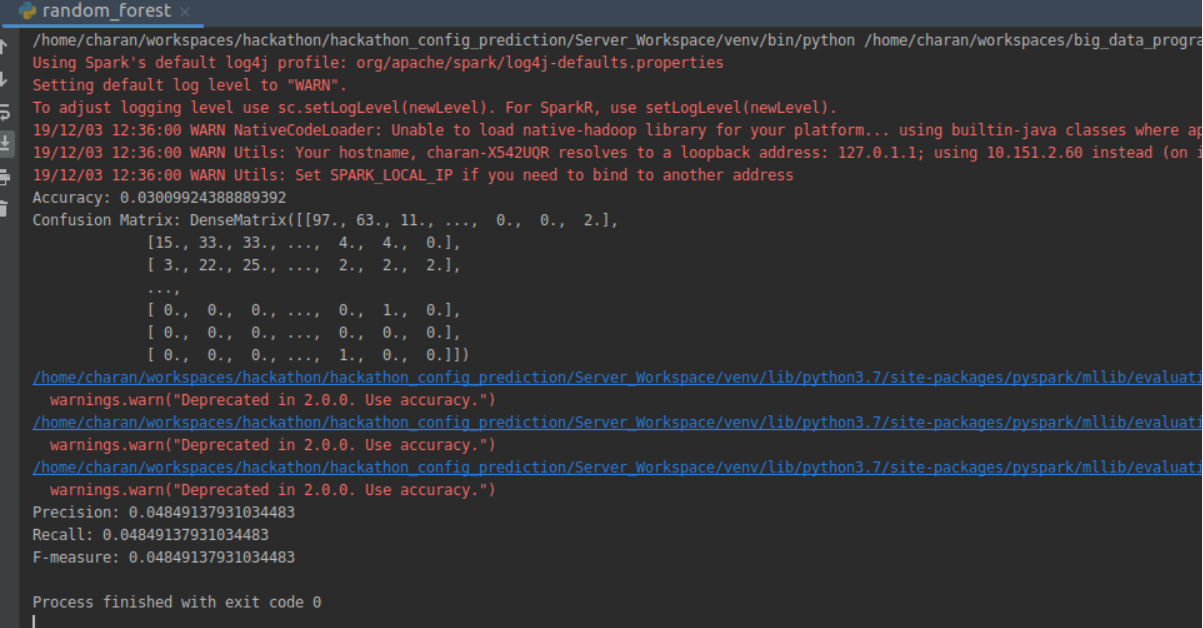 random_forest
/home/charan/workspaces/hackathon/hackathon_config_prediction/Server_Workspace/venv/bin/python /home/charan/workspaces/big_data_progra
Using Spark's default log4j profile: org/apache/spark/log4j-defaults.properties
Setting default log level to "WARN".
To adjust logging level use sc.setLogLevel(newLevel). For SparkR, use setLogLevel(newLevel).
19/12/03 12:36:00 WARN NativeCodeLoader: Unable to load native-hadoop library for your platform... using builtin-java classes where ap
19/12/03 12:36:00 WARN Utils: Your hostname, charan-X542UQR resolves to a loopback address: 127.0.1.1; using 10.151.2.60 instead (on i
19/12/03 12:36:00 WARN Utils: Set SPARK_LOCAL_IP if you need to bind to another address
Accuracy: 0.03009924388889392
Confusion Matrix: DenseMatrix([[97., 63., 11., ...,  0.,  0.,  2.],
             [15., 33., 33., ...,  4.,  4.,  0.],
             [ 3., 22., 25., ...,  2.,  2.,  2.],
             ...,
             [ 0.,  0.,  0., ...,  0.,  1.,  0.],
             [ 0.,  0.,  0., ...,  0.,  0.,  0.],
             [ 0.,  0.,  0., ...,  1.,  0.,  0.]])
/home/charan/workspaces/hackathon/hackathon_config_prediction/Server_Workspace/venv/lib/python3.7/site-packages/pyspark/mllib/evaluati
  warnings.warn("Deprecated in 2.0.0. Use accuracy.")
/home/charan/workspaces/hackathon/hackathon_config_prediction/Server_Workspace/venv/lib/python3.7/site-packages/pyspark/mllib/evaluati
  warnings.warn("Deprecated in 2.0.0. Use accuracy.")
/home/charan/workspaces/hackathon/hackathon_config_prediction/Server_Workspace/venv/lib/python3.7/site-packages/pyspark/mllib/evaluati
  warnings.warn("Deprecated in 2.0.0. Use accuracy.")
Precision: 0.04849137931034483
Recall: 0.04849137931034483
F-measure: 0.04849137931034483
Process finished with exit code 0